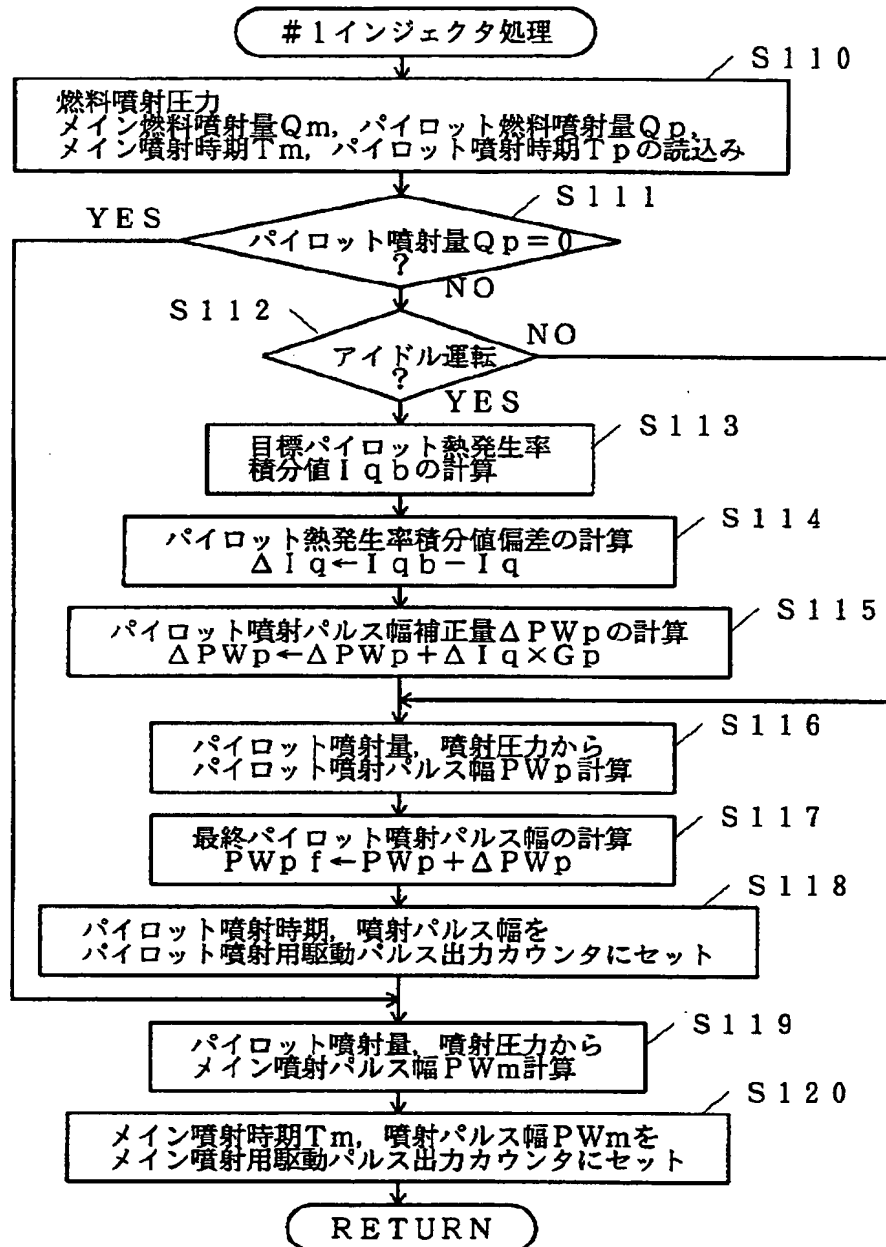 #1インジェクタ処理
S110
燃料噴射圧力
メイン燃料噴射量Qm,パイロット燃料噴射量Qp,
メイン噴射時期Tm,パイロット噴射時期Tpの読込み
S111
YES
パイロット噴射量Qp=0
?
NO
S112
NO
アイドル運転
?
YES
S113
目標パイロット熱発生率
積分値Iqbの計算
S114
パイロット熱発生率積分値偏差の計算
ΔIq←Iqb-Iq
S115
パイロット噴射パルス幅補正量ΔPWpの計算
ΔPWp←ΔPWp+ΔIq×Gp
S116
パイロット噴射量,噴射圧力から
パイロット噴射パルス幅PWp計算
S117
最終パイロット噴射パルス幅の計算
PWpf←PWp+ΔPWp
S118
パイロット噴射時期,噴射パルス幅を
パイロット噴射用駆動パルス出力カウンタにセット
S119
パイロット噴射量,噴射圧力から
メイン噴射パルス幅PWm計算
S120
メイン噴射時期Tm,噴射パルス幅PWmを
メイン噴射用駆動パルス出力カウンタにセット
RETURN